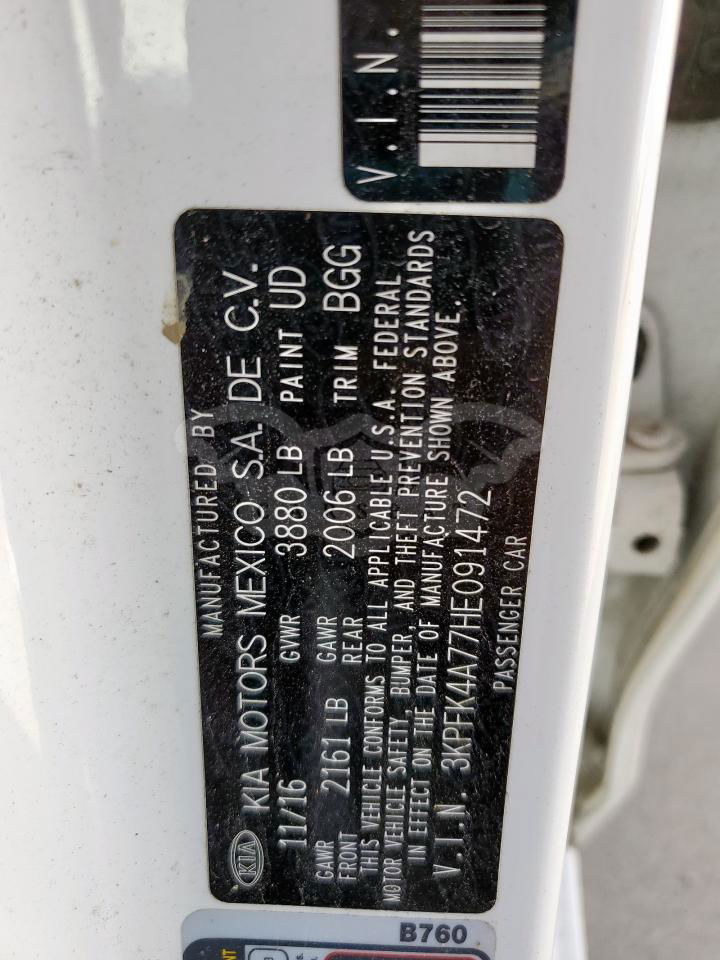 V.I.N.
MANUFACTURED BY
KIA KIA MOTORS MEXICO S.A. DE C.V.
11/16 GVWR 3880 LB PAINT UD
GAWR FRONT 2161 LB GAWR REAR 2006 LB TRIM BGG
THIS VEHICLE CONFORMS TO ALL APPLICABLE U.S.A. FEDERAL
MOTOR VEHICLE SAFETY, BUMPER, AND THEFT PREVENTION STANDARDS
IN EFFECT ON THE DATE OF MANUFACTURE SHOWN ABOVE.
V.I.N. 3KPFK4A77HE091472
PASSENGER CAR
B760